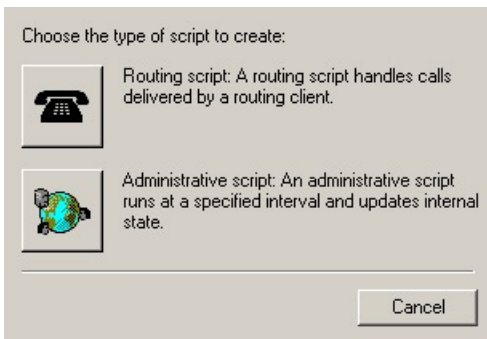 Choose the type of script to create:
Routing script: A routing script handles calls
delivered by a routing client.
Administrative script: An administrative script
runs at a specified interval and updates internal
state.
Cancel